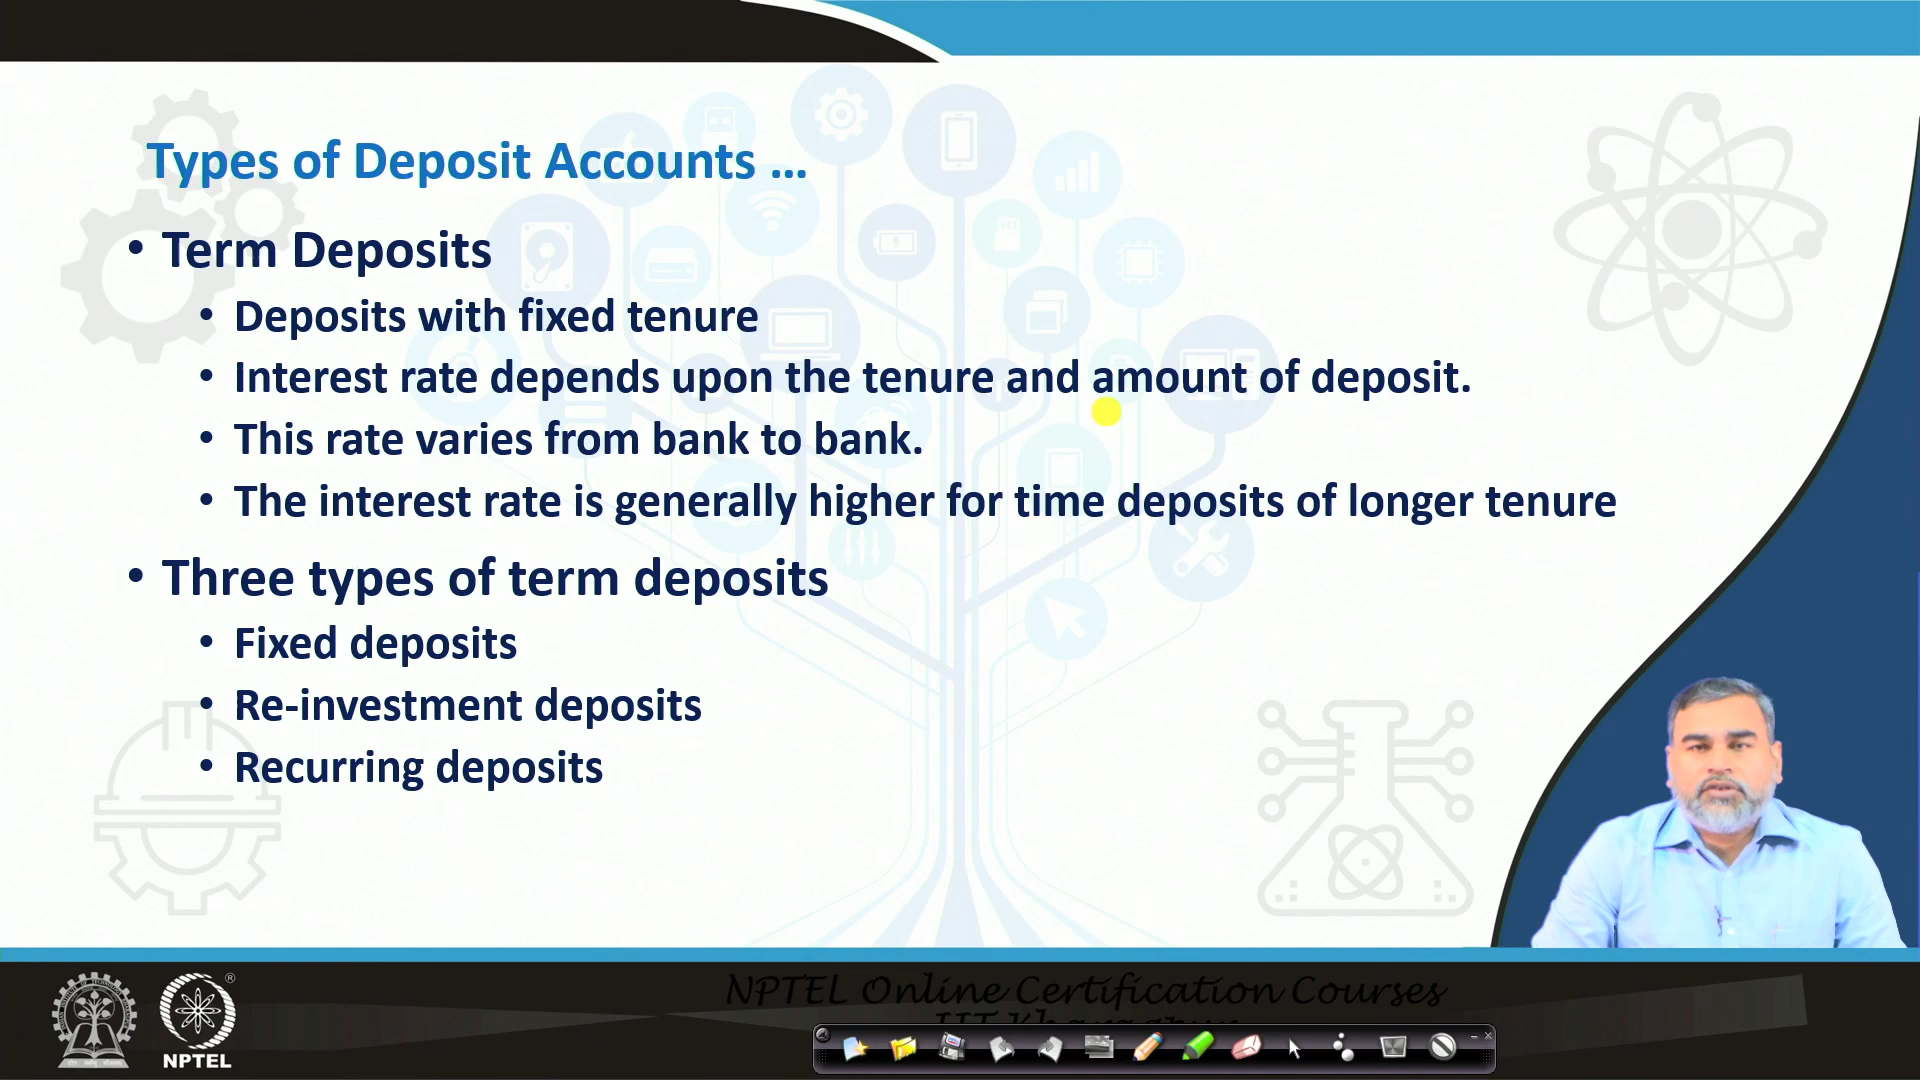 Types of Deposit Accounts ...
• Term Deposits
• Deposits with fixed tenure
• Interest rate depends upon the tenure and amount of deposit.
• This rate varies from bank to bank.
• The interest rate is generally higher for time deposits of longer tenure
• Three types of term deposits
• Fixed deposits
• Re-investment deposits
• Recurring deposits
NPTEL Online Certification Courses
NPTEL